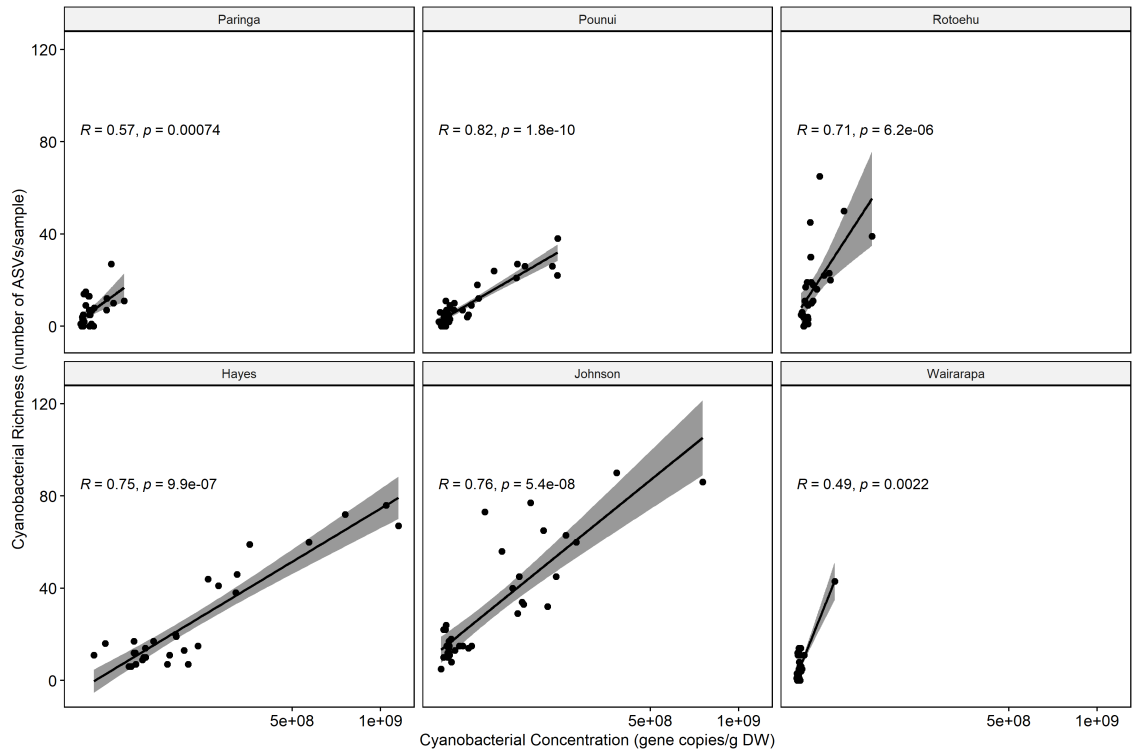 Paringa
Pounui
Rotoehu
120
80
40
0
R = 0.57, p = 0.00074
R = 0.82, p = 1.8e-10
R = 0.71, p = 6.2e-06
Cyanobacterial Richness (number of ASVs/sample)
Hayes
Johnson
Wairarapa
120
80
40
0
R = 0.75, p = 9.9e-07
R = 0.76, p = 5.4e-08
R = 0.49, p = 0.0022
5e+08 1e+09
5e+08 1e+09
5e+08 1e+09
Cyanobacterial Concentration (gene copies/g DW)